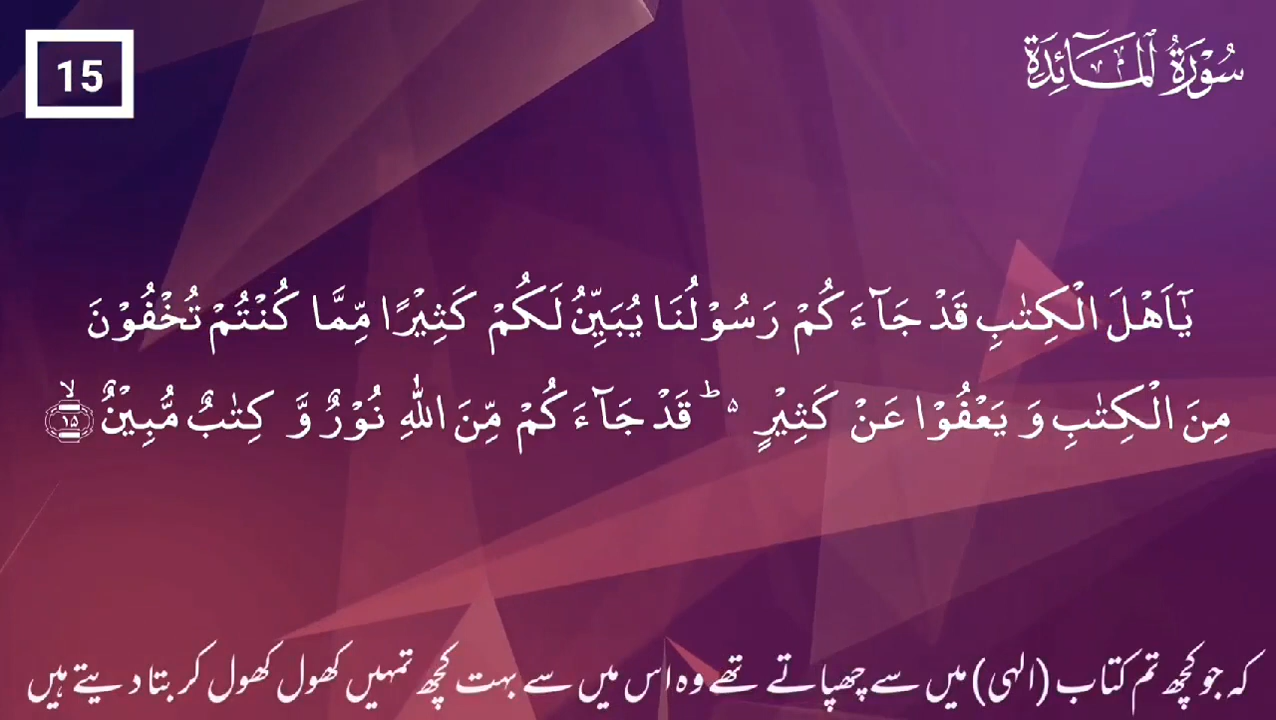 15
سُوْرَةُ الْمَآئِدَة
يٰۤاَهْلَ الْكِتٰبِ قَدْ جَآءَكُمْ رَسُوْلُنَا يُبَيِّنُ لَكُمْ كَثِيْرًا مِّمَّا كُنْتُمْ تُخْفُوْنَ
مِنَ الْكِتٰبِ وَ يَعْفُوْا عَنْ كَثِيْرٍ ۵ ؕ قَدْ جَآءَكُمْ مِّنَ اللّٰهِ نُوْرٌ وَّ كِتٰبٌ مُّبِيْنٌۙ ۱۵
کہ جو کچھ تم کتاب (الہی) میں سے چھپاتے تھے وہ اس میں سے بہت کچھ تمہیں کھول کھول کر بتا دیتے ہیں